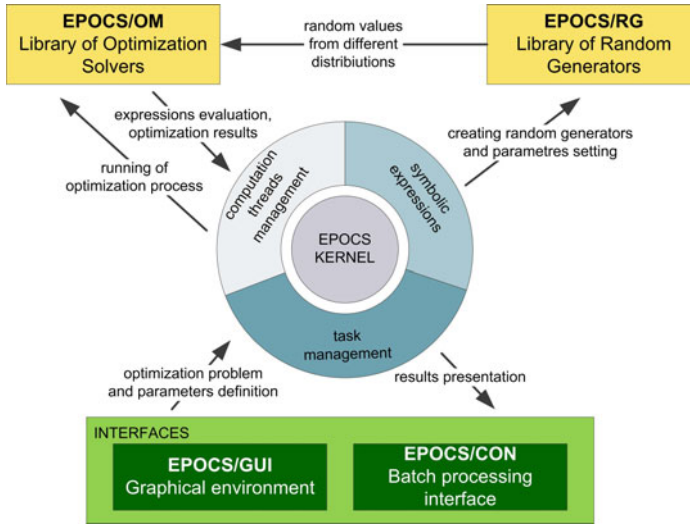 EPOCS/OM
Library of Optimization
Solvers
random values
from different
distribiutions
EPOCS/RG
Library of Random
Generators
expressions evaluation,
optimization results
running of
optimization process
creating random generators
and parametres setting
computation
threads
management
symbolic
expressions
EPOCS
KERNEL
task
management
optimization problem
and parameters definition
results presentation
INTERFACES
EPOCS/GUI
Graphical environment
EPOCS/CON
Batch processing
interface